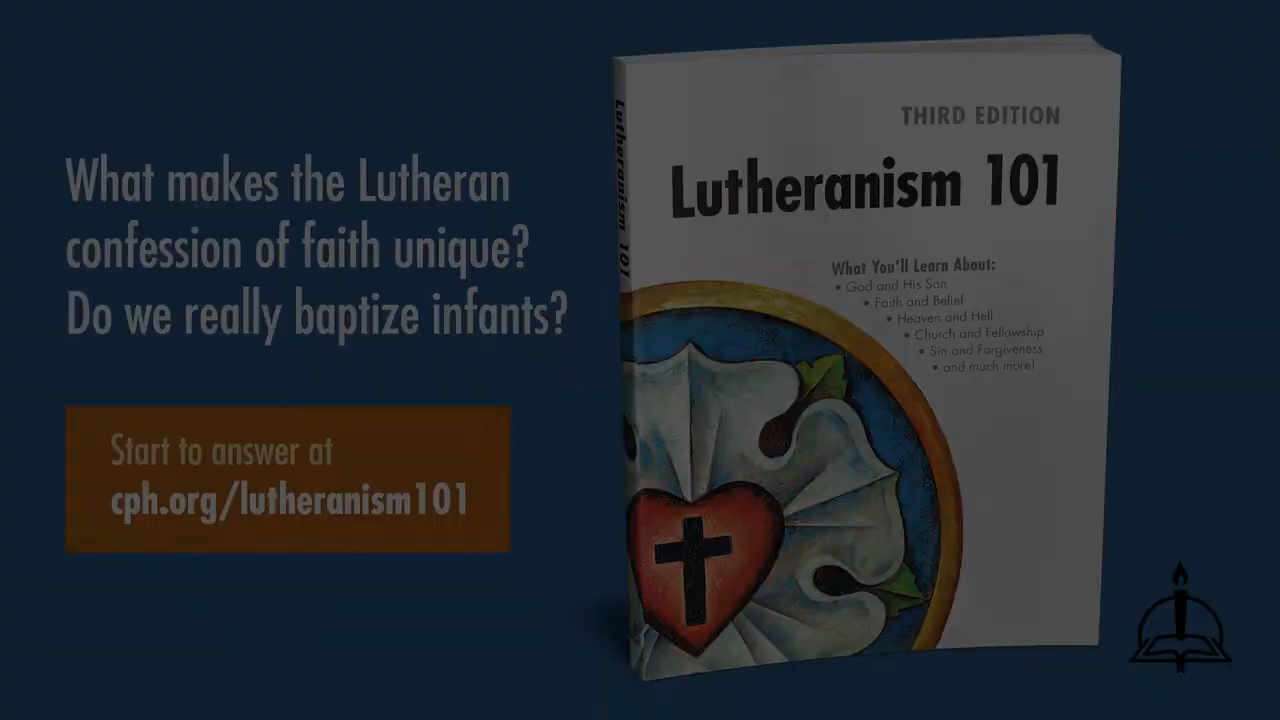 What makes the Lutheran
confession of faith unique?
Do we really baptize infants?
Start to answer at
cph.org/lutheranism101
Lutheranism 101
THIRD EDITION
Lutheranism 101
What You'll Learn About:
• God and His Son
• Faith and Belief
• Heaven and Hell
• Church and Fellowship
• Sin and Forgiveness
• and much more!